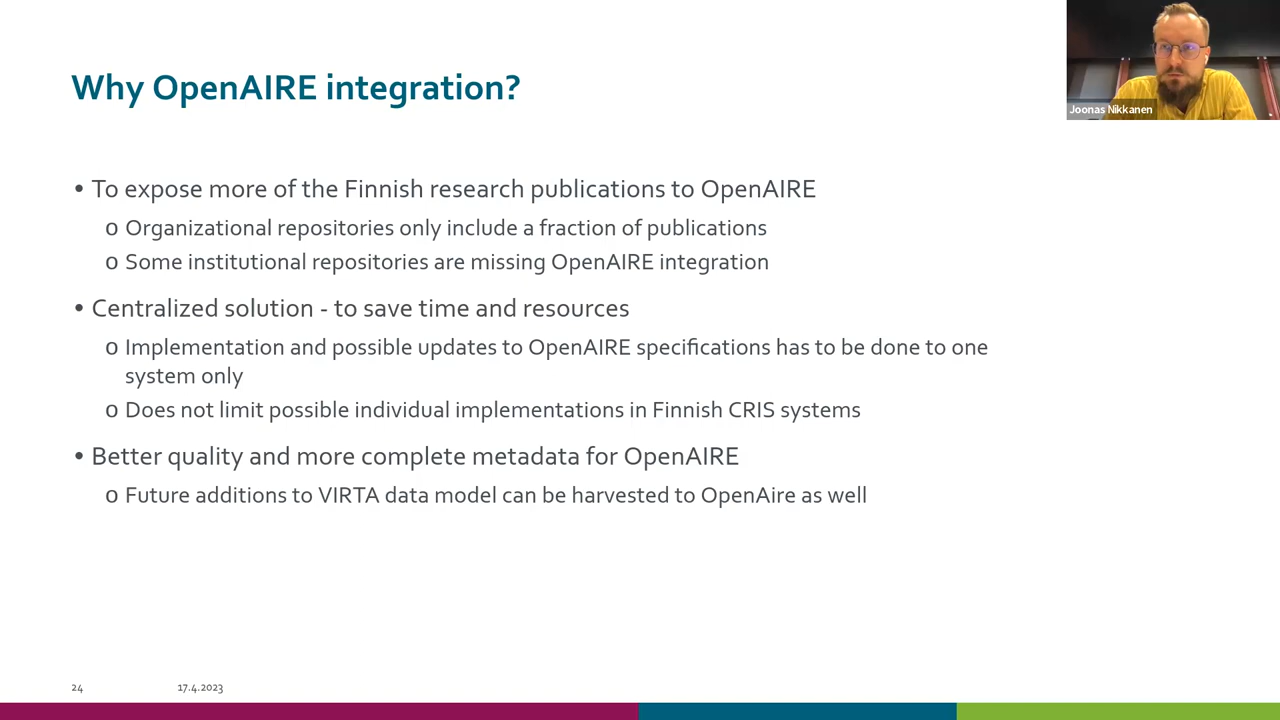 Why OpenAIRE integration?
Joonas Nikkanen
• To expose more of the Finnish research publications to OpenAIRE
o Organizational repositories only include a fraction of publications
o Some institutional repositories are missing OpenAIRE integration
• Centralized solution - to save time and resources
o Implementation and possible updates to OpenAIRE specifications has to be done to one
system only
o Does not limit possible individual implementations in Finnish CRIS systems
• Better quality and more complete metadata for OpenAIRE
o Future additions to VIRTA data model can be harvested to OpenAire as well
24 17.4.2023